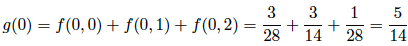 g(0) = f(0,0) + f(0,1) + f(0,2) = 3/28 + 3/14 + 1/28 = 5/14